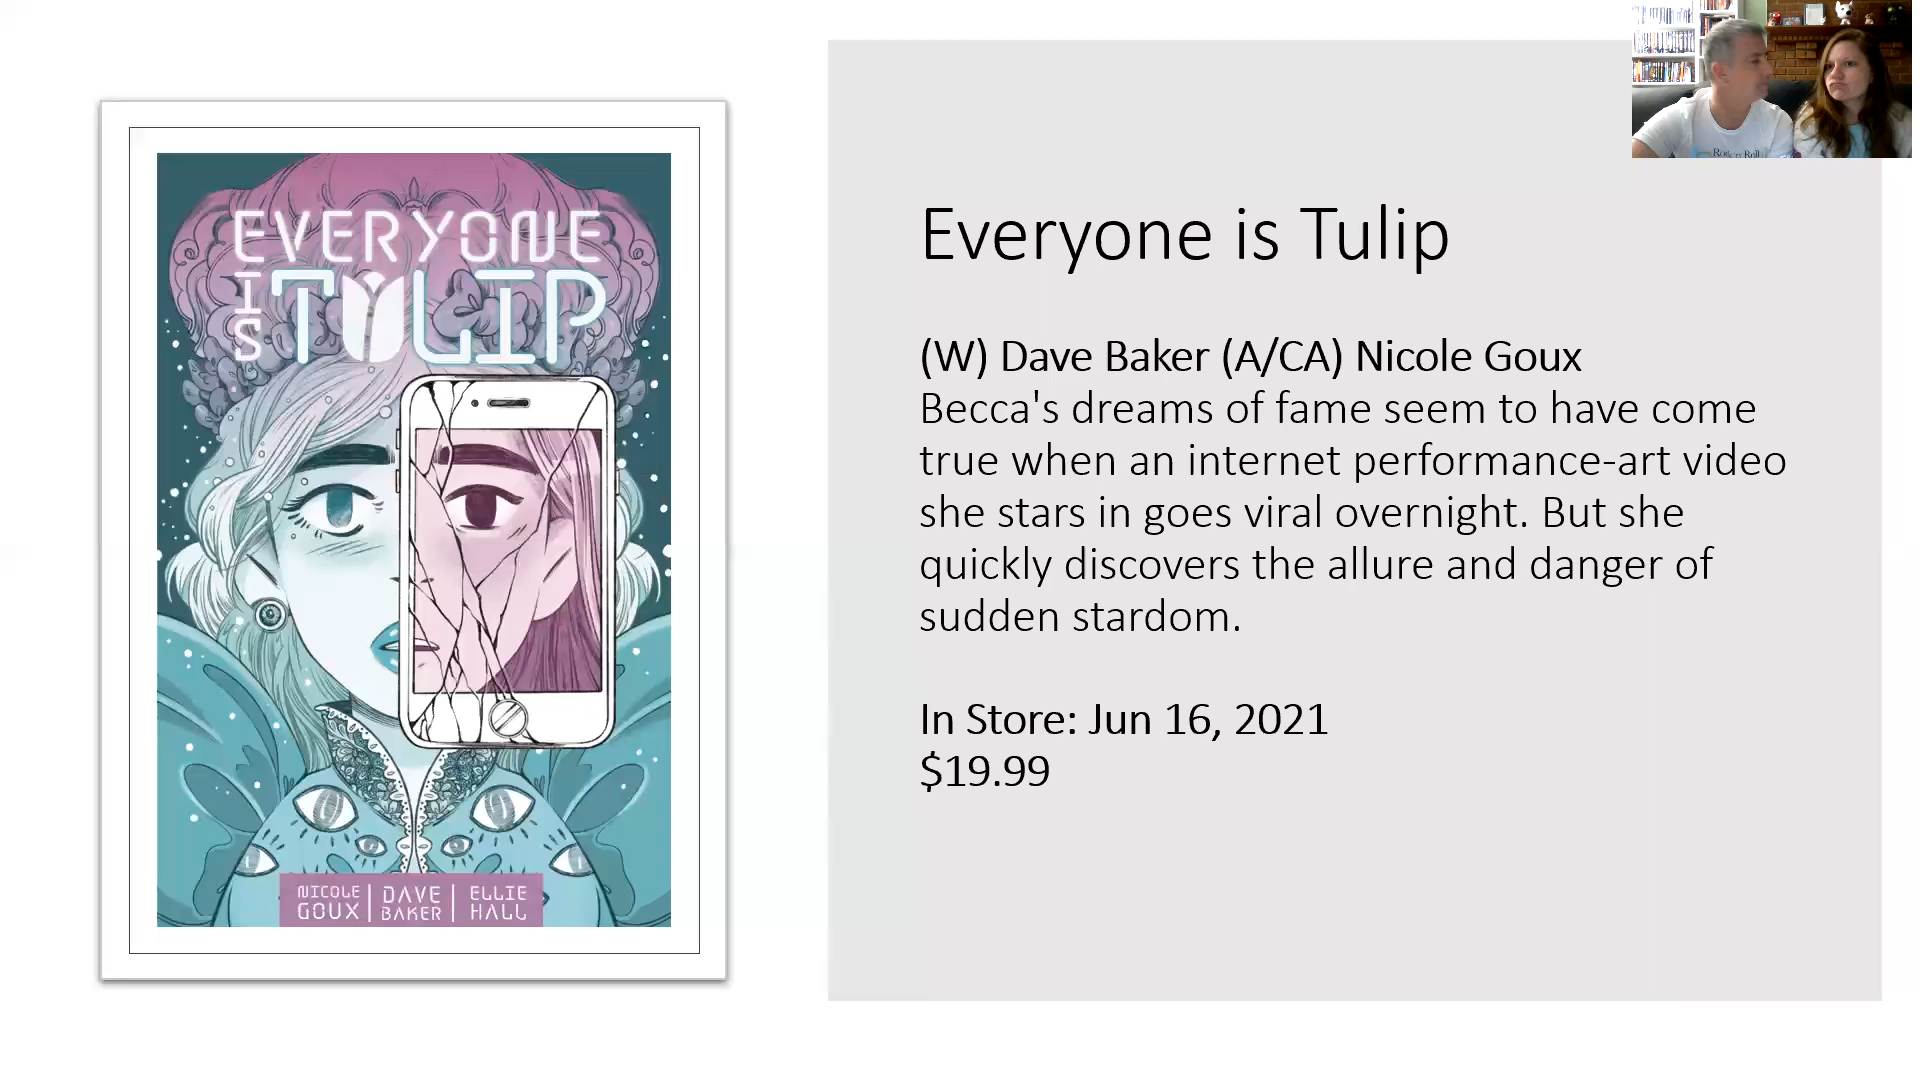 EVERYONE
IS TULIP
NICOLE GOUX | DAVE BAKER | ELLIE HALL
Everyone is Tulip
(W) Dave Baker (A/CA) Nicole Goux
Becca's dreams of fame seem to have come
true when an internet performance-art video
she stars in goes viral overnight. But she
quickly discovers the allure and danger of
sudden stardom.
In Store: Jun 16, 2021
$19.99